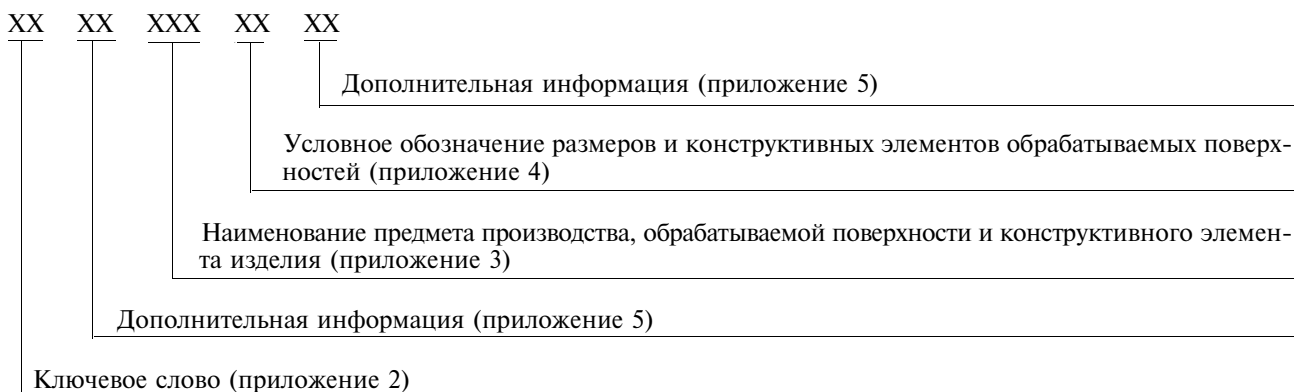 XX XX XXX XX XX
Дополнительная информация (приложение 5)
Условное обозначение размеров и конструктивных элементов обрабатываемых поверх-
ностей (приложение 4)
Наименование предмета производства, обрабатываемой поверхности и конструктивного элемен-
та изделия (приложение 3)
Дополнительная информация (приложение 5)
Ключевое слово (приложение 2)